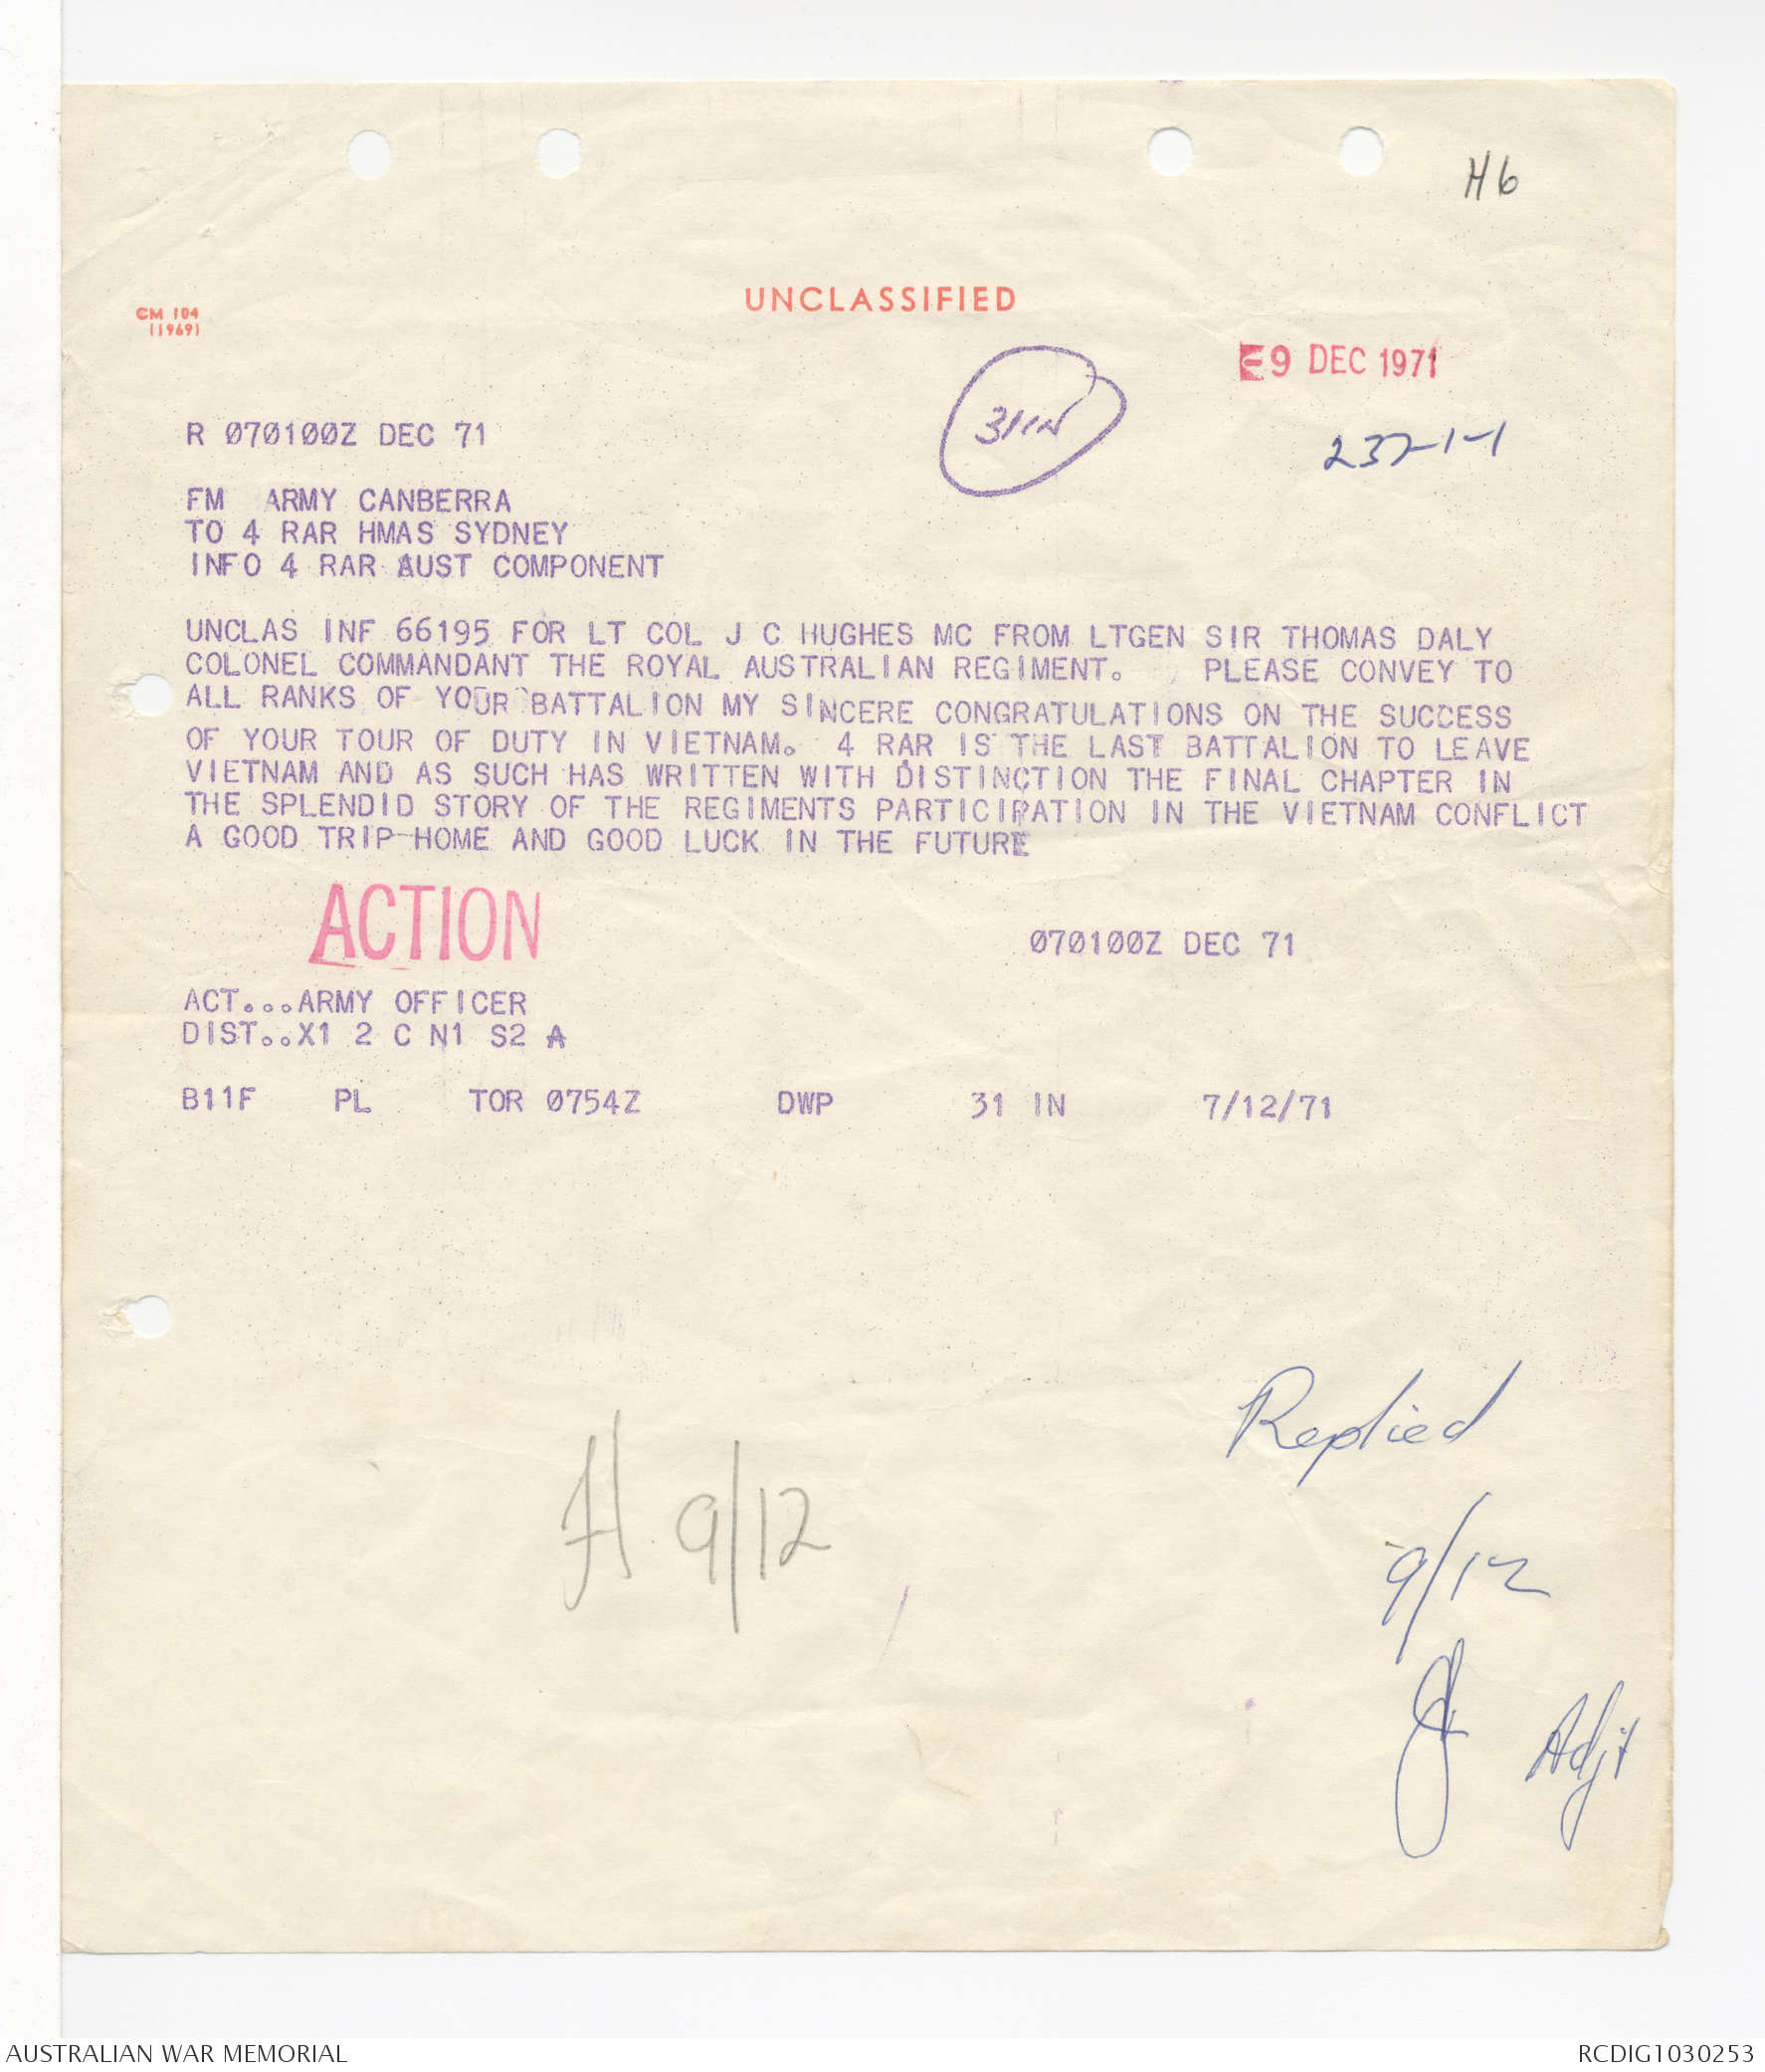 H6
UNCLASSIFIED
CM 104
(1969)
9 DEC 1971
31 IN
237-1-1
R 070100Z DEC 71
FM ARMY CANBERRA
TO 4 RAR HMAS SYDNEY
INFO 4 RAR AUST COMPONENT
UNCLAS INF 66195 FOR LT COL J C HUGHES MC FROM LTGEN SIR THOMAS DALY
COLONEL COMMANDANT THE ROYAL AUSTRALIAN REGIMENT. PLEASE CONVEY TO
ALL RANKS OF YOUR BATTALION MY SINCERE CONGRATULATIONS ON THE SUCCESS
OF YOUR TOUR OF DUTY IN VIETNAM. 4 RAR IS THE LAST BATTALION TO LEAVE
VIETNAM AND AS SUCH HAS WRITTEN WITH DISTINCTION THE FINAL CHAPTER IN
THE SPLENDID STORY OF THE REGIMENTS PARTICIPATION IN THE VIETNAM CONFLICT
A GOOD TRIP HOME AND GOOD LUCK IN THE FUTURE
ACTION
070100Z DEC 71
ACT...ARMY OFFICER
DIST..X1 2 C N1 S2 A
B11F PL TOR 0754Z DWP 31 IN 7/12/71
Replied
H. 9/12
9/12
Adjt
AUSTRALIAN WAR MEMORIAL
RCDIG1030253